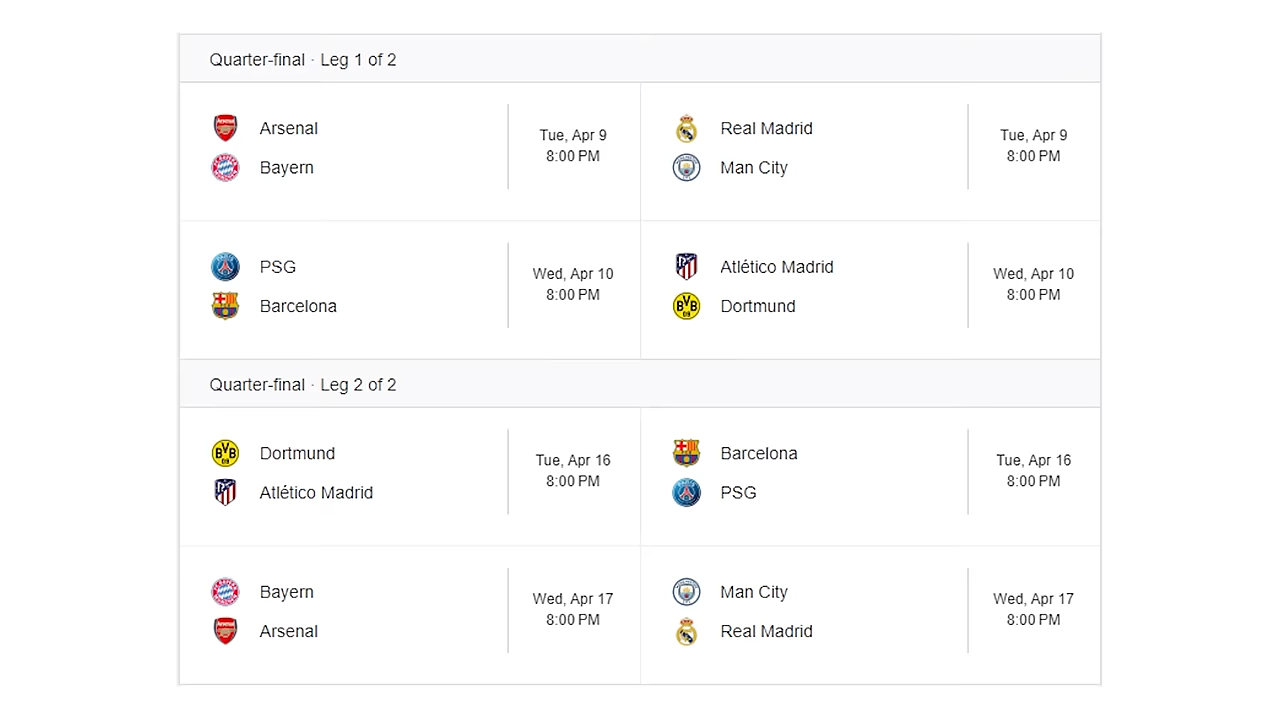 Quarter-final · Leg 1 of 2
Arsenal
Bayern
Tue, Apr 9
8:00 PM
Real Madrid
Man City
Tue, Apr 9
8:00 PM
PSG
Barcelona
Wed, Apr 10
8:00 PM
Atlético Madrid
Dortmund
Wed, Apr 10
8:00 PM
Quarter-final · Leg 2 of 2
Dortmund
Atlético Madrid
Tue, Apr 16
8:00 PM
Barcelona
PSG
Tue, Apr 16
8:00 PM
Bayern
Arsenal
Wed, Apr 17
8:00 PM
Man City
Real Madrid
Wed, Apr 17
8:00 PM